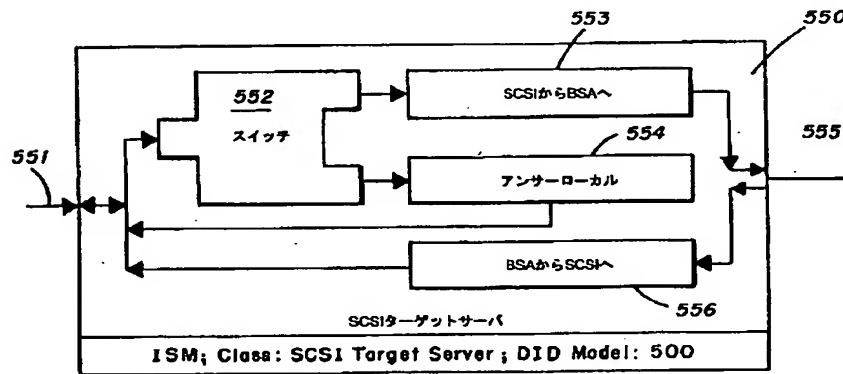 553
550
552
スイッチ
SCSIからBSAへ
555
551
554
アンサーローカル
BSAからSCSIへ
556
SCSIターゲットサーバ
ISM; Class: SCSI Target Server; DID Model: 500